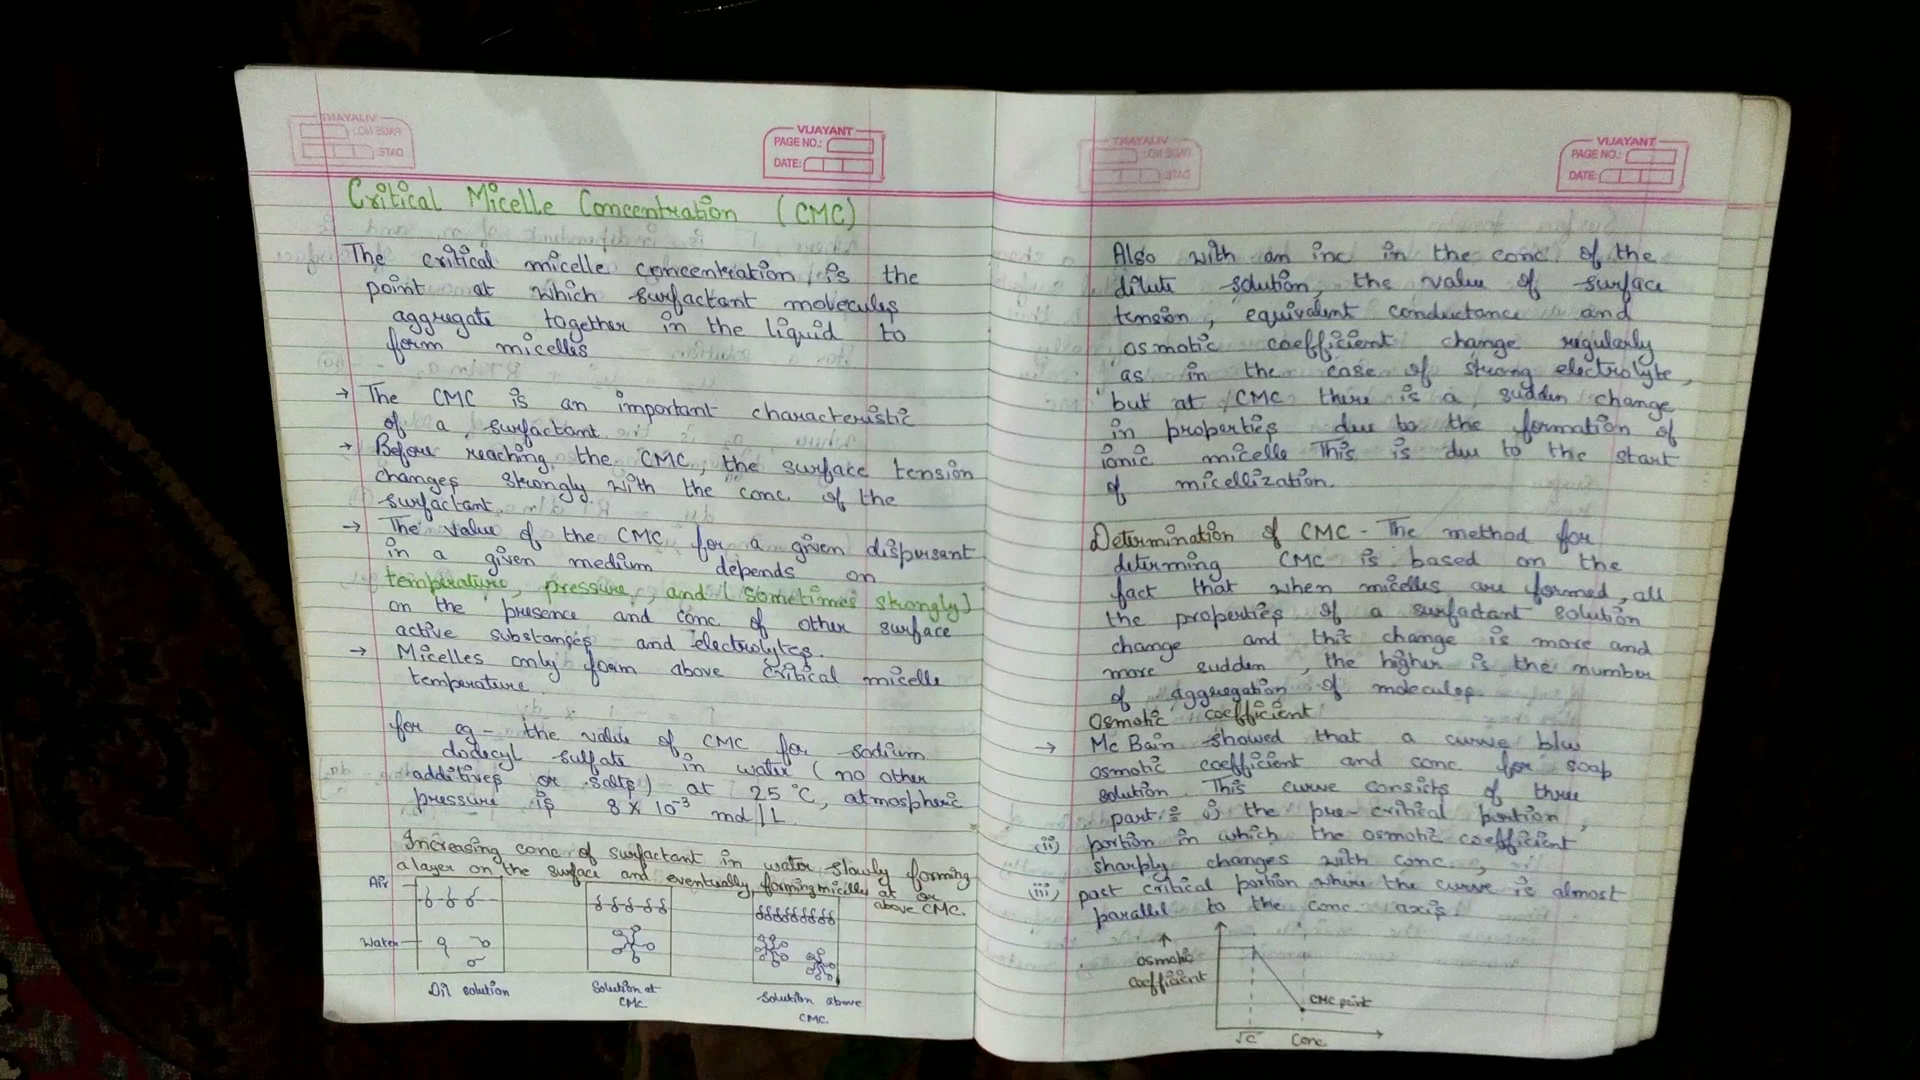 VIJAYANT
PAGE NO.:
DATE:
Critical Micelle Concentration (CMC)
The critical micelle concentration is the
point at which surfactant molecules
aggregate together in the liquid to
form micelles
→ The CMC is an important characteristic
of a surfactant.
→ Before reaching the CMC, the surface tension
changes strongly with the conc. of the
surfactant.
→ The value of the CMC for a given dispersant
in a given medium depends on
temperature, pressure, and (sometimes strongly)
on the presence and conc of other surface
active substances and electrolytes.
→ Micelles only form above critical micelle
temperature.
for eg - the value of CMC for sodium
dodecyl sulfate in water (no other
additives or salts) at 25 °C, atmospheric
pressure is 8 × 10⁻³ mol/L.
Increasing conc. of surfactant in water slowly forming
a layer on the surface and eventually forming micelles at or
above CMC.
Air
Water
Dil solution
Solution at
CMC
Solution above
CMC.
VIJAYANT
PAGE NO.:
DATE:
Also with an inc in the conc of the
dilute solution, the value of surface
tension, equivalent conductance and
osmotic coefficient change regularly
as in the case of strong electrolyte,
but at CMC there is a sudden change
in properties due to the formation of
ionic micelle This is due to the start
of micellization.
Determination of CMC - The method for
determing CMC is based on the
fact that when micelles are formed, all
the properties of a surfactant solution
change and this change is more and
more sudden, the higher is the number
of aggregation of molecules.
Osmotic coefficient
→ Mc Bain showed that a curve b/w
osmotic coefficient and conc for soap
solution. This curve consists of three
part : i) the pre-critical portion,
(ii) portion in which the osmotic coefficient
sharply changes with conc.,
(iii) post critical portion where the curve is almost
parallel to the conc axis.
↑
osmotic
coefficient
CMC point
√C Conc